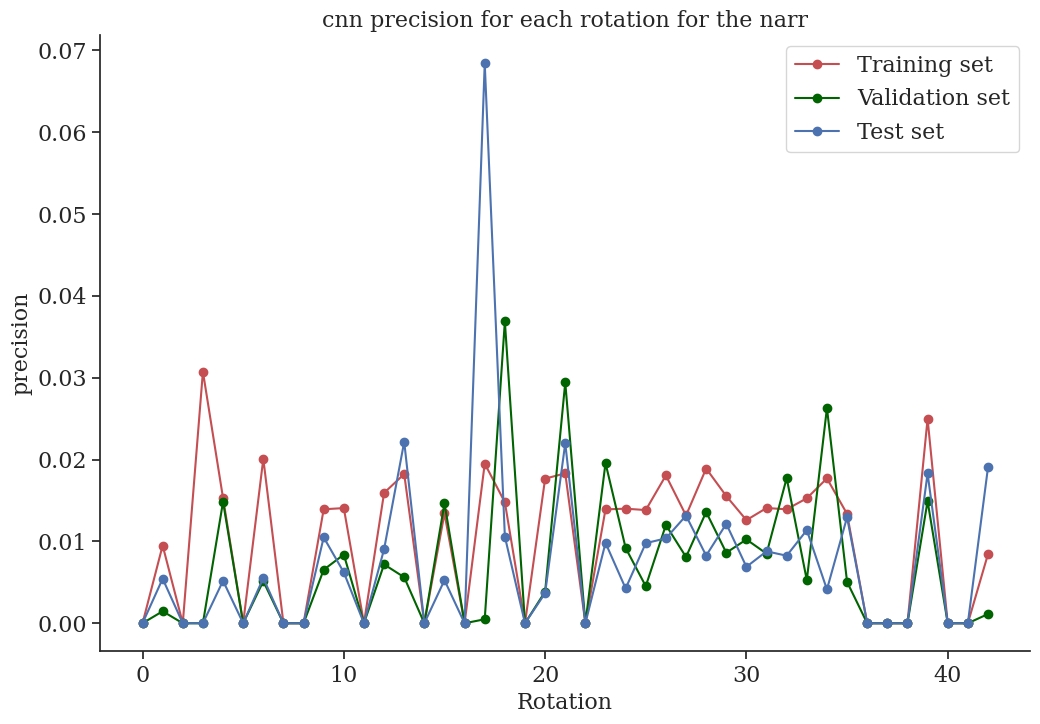 cnn precision for each rotation for the narr
Training set
Validation set
Test set
0.07
0.06
0.05
0.04
0.03
0.02
0.01
0.00
precision
0 10 20 30 40
Rotation